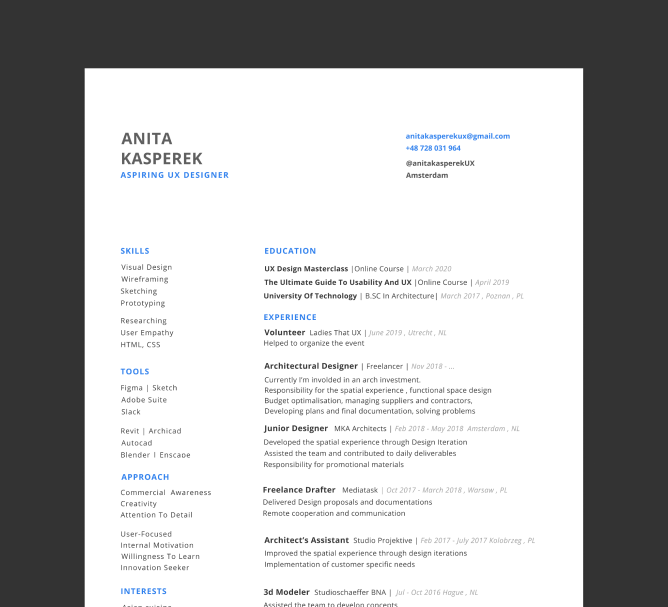 ANITA
KASPEREK
ASPIRING UX DESIGNER
anitakasperekux@gmail.com
+48 728 031 964
@anitakasperekUX
Amsterdam
SKILLS
Visual Design
Wireframing
Sketching
Prototyping
Researching
User Empathy
HTML, CSS
TOOLS
Figma | Sketch
Adobe Suite
Slack
Revit | Archicad
Autocad
Blender | Enscape
APPROACH
Commercial Awareness
Creativity
Attention To Detail
User-Focused
Internal Motivation
Willingness To Learn
Innovation Seeker
INTERESTS
Asian cuisine
EDUCATION
UX Design Masterclass |Online Course | March 2020
The Ultimate Guide To Usability And UX |Online Course | April 2019
University Of Technology | B.SC In Architecture| March 2017 , Poznan , PL
EXPERIENCE
Volunteer Ladies That UX | June 2019 , Utrecht , NL
Helped to organize the event
Architectural Designer | Freelancer | Nov 2018 - ...
Currently I'm involded in an arch investment.
Responsibility for the spatial experience , functional space design
Budget optimalisation, managing suppliers and contractors,
Developing plans and final documentation, solving problems
Junior Designer MKA Architects | Feb 2018 - May 2018 Amsterdam , NL
Developed the spatial experience through Design Iteration
Assisted the team and contributed to daily deliverables
Responsibility for promotional materials
Freelance Drafter Mediatask | Oct 2017 - March 2018 , Warsaw , PL
Delivered Design proposals and documentations
Remote cooperation and communication
Architect's Assistant Studio Projektive | Feb 2017 - July 2017 Kolobrzeg , PL
Improved the spatial experience through design iterations
Implementation of customer specific needs
3d Modeler Studioschaeffer BNA | Jul - Oct 2016 Hague , NL
Assisted the team to develop concepts